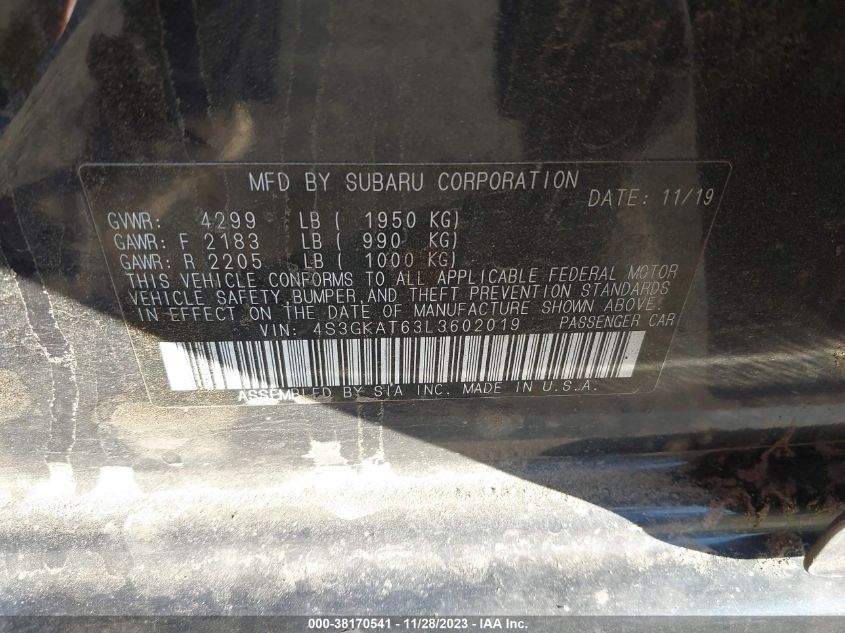 MFD BY SUBARU CORPORATION
DATE: 11/19
GVWR: 4299 LB ( 1950 KG)
GAWR: F 2183 LB ( 990 KG)
GAWR: R 2205 LB ( 1000 KG)
THIS VEHICLE CONFORMS TO ALL APPLICABLE FEDERAL MOTOR
VEHICLE SAFETY,BUMPER,AND THEFT PREVENTION STANDARDS
IN EFFECT ON THE DATE OF MANUFACTURE SHOWN ABOVE.
VIN: 4S3GKAT63L3602019 PASSENGER CAR
ASSEMBLED BY SIA INC. MADE IN U.S.A.
000-38170541 - 11/28/2023 - IAA Inc.